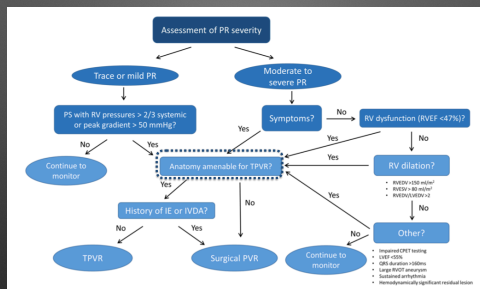 Assessment of PR severity
Trace or mild PR
Moderate to
severe PR
PS with RV pressures > 2/3 systemic
or peak gradient > 50 mmHg?
Symptoms?
No
RV dysfunction (RVEF <47%)?
No
Yes
Yes
Yes
No
Continue to
monitor
Anatomy amenable for TPVR?
Yes
RV dilation?
• RVEDV >150 ml/m²
• RVESV > 80 ml/m²
• RVEDV/LVEDV >2
Yes
No
Yes
No
History of IE or IVDA?
Other?
No
Yes
No
• Impaired CPET testing
• LVEF <55%
• QRS duration >160ms
• Large RVOT aneurysm
• Sustained arrhythmia
• Hemodynamically significant residual lesion
TPVR
Surgical PVR
Continue to
monitor